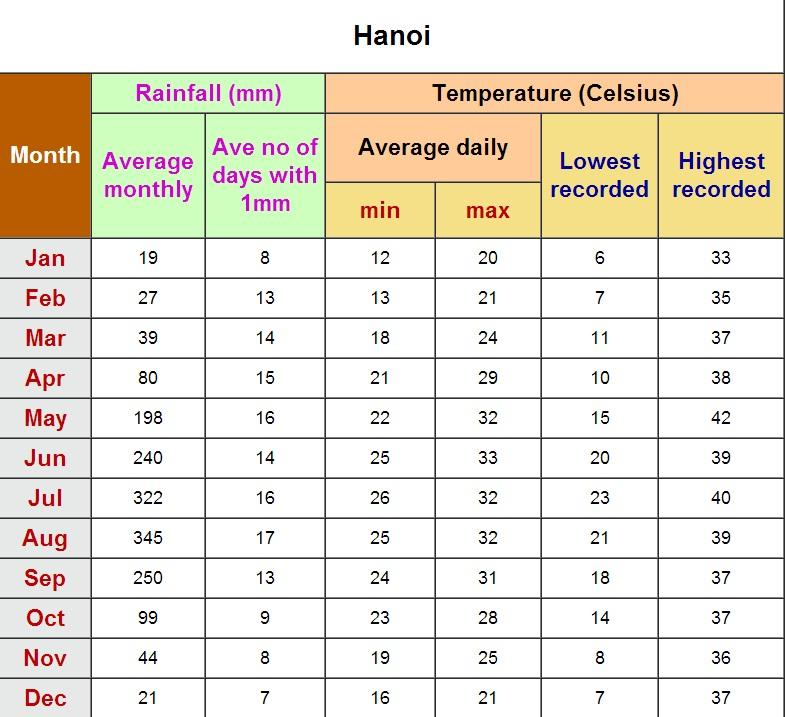 Hanoi
Rainfall (mm) Temperature (Celsius)
Month Average monthly Ave no of days with 1mm Average daily Lowest recorded Highest recorded
min max
Jan 19 8 12 20 6 33
Feb 27 13 13 21 7 35
Mar 39 14 18 24 11 37
Apr 80 15 21 29 10 38
May 198 16 22 32 15 42
Jun 240 14 25 33 20 39
Jul 322 16 26 32 23 40
Aug 345 17 25 32 21 39
Sep 250 13 24 31 18 37
Oct 99 9 23 28 14 37
Nov 44 8 19 25 8 36
Dec 21 7 16 21 7 37